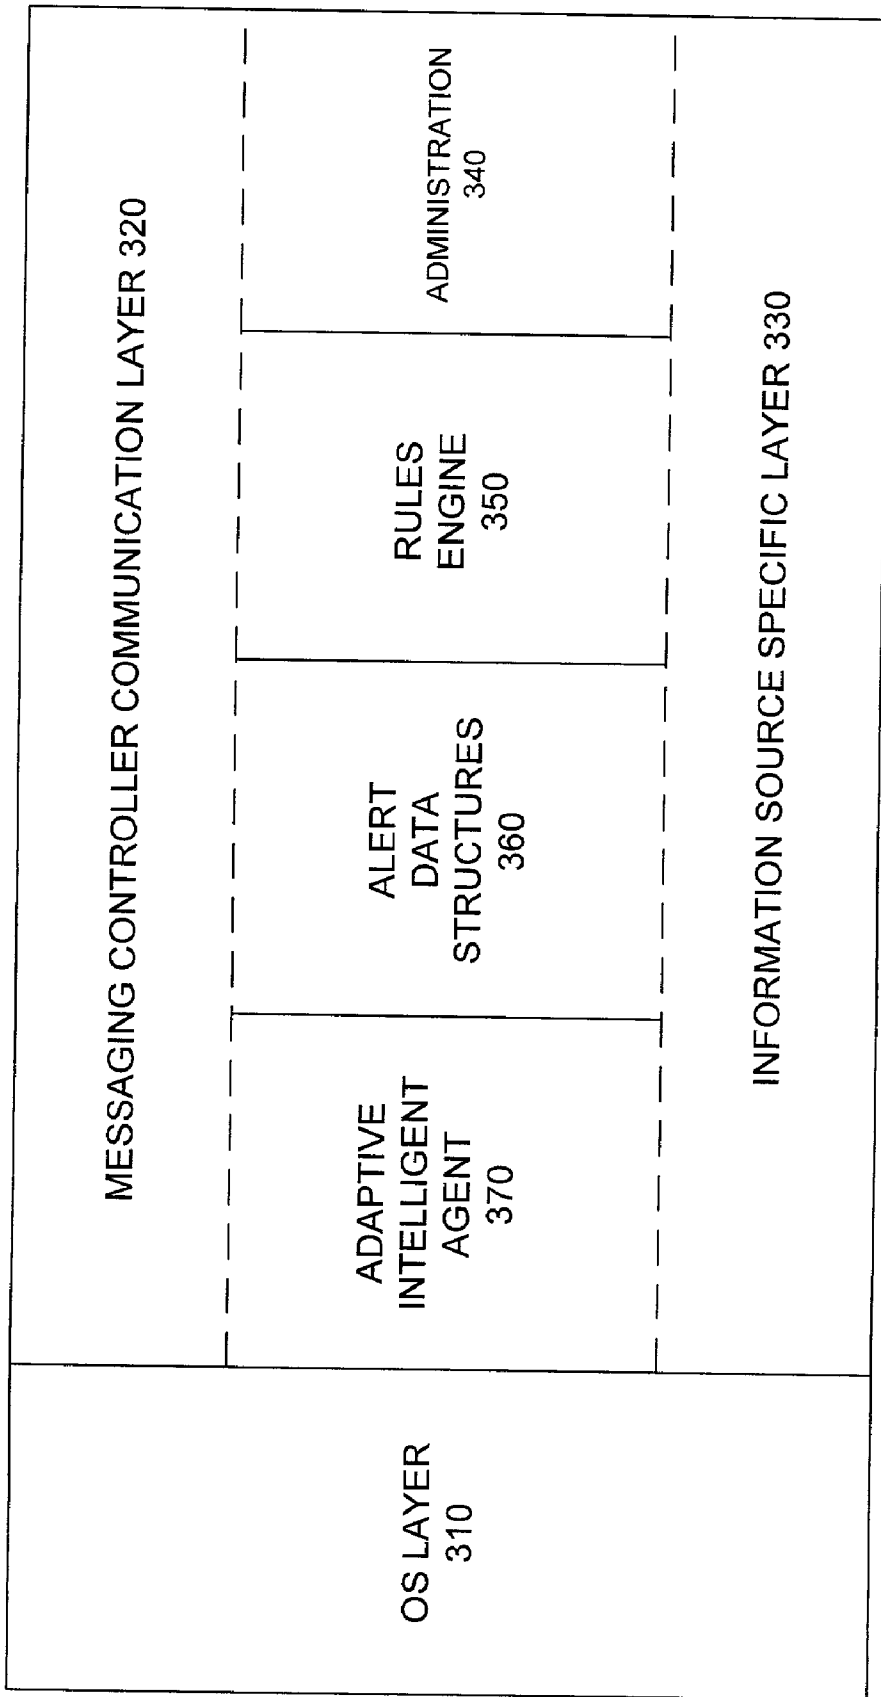 MESSAGING CONTROLLER COMMUNICATION LAYER 320
OS LAYER
310
ADAPTIVE
INTELLIGENT
AGENT
370
ALERT
DATA
STRUCTURES
360
RULES
ENGINE
350
ADMINISTRATION
340
INFORMATION SOURCE SPECIFIC LAYER 330